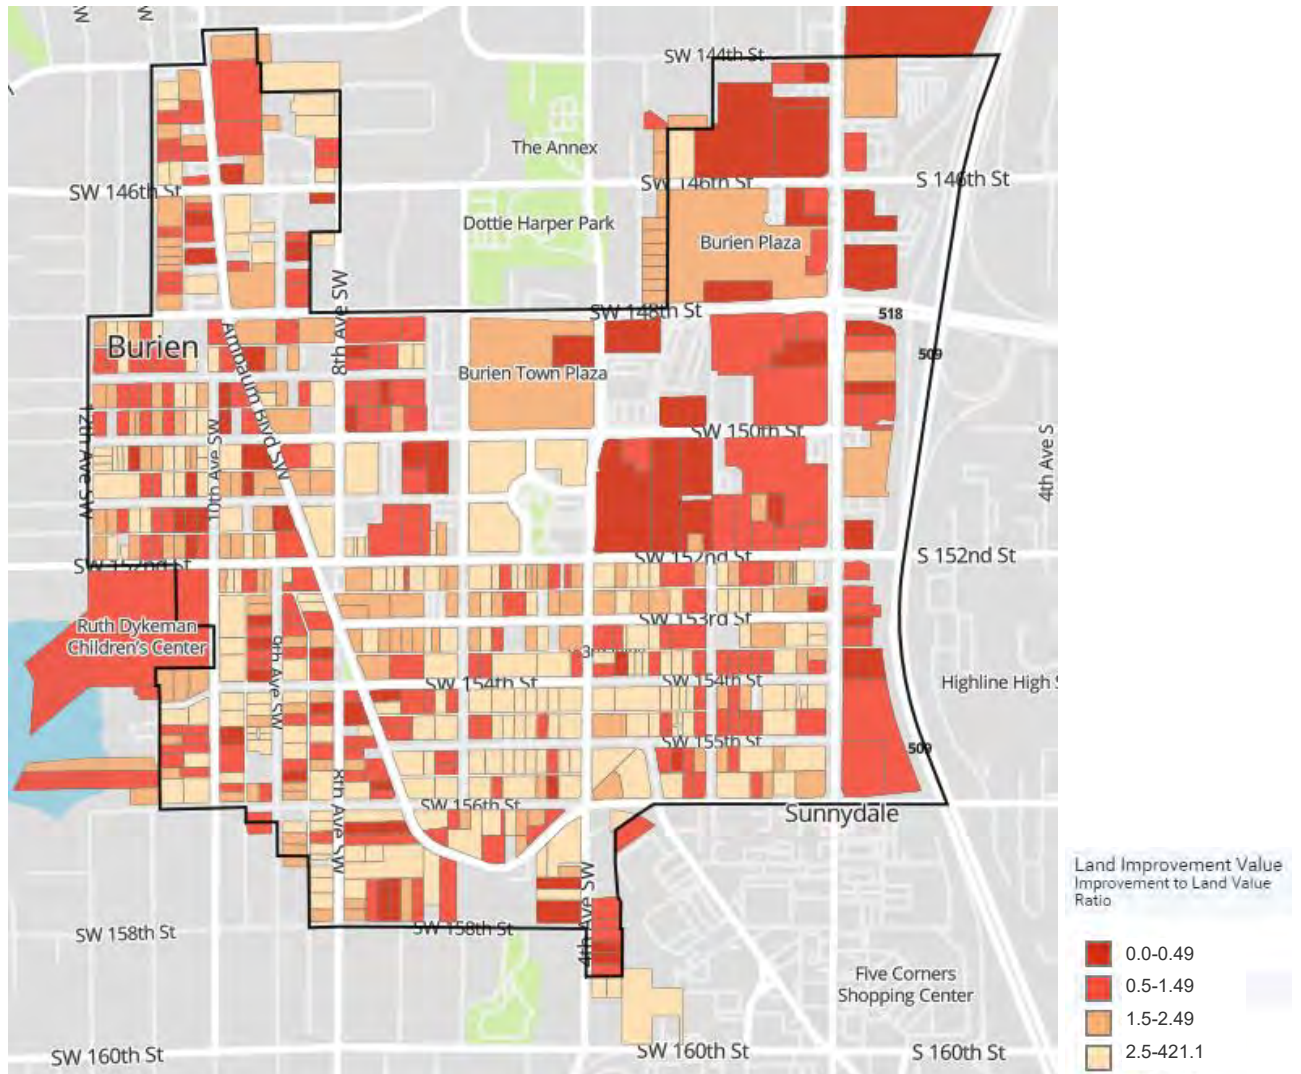 SW 144th St
The Annex
SW 146th St
SW 146th St
S 146th St
Dottie Harper Park
Burien Plaza
8th Ave SW
SW 148th St
518
Burien
Ambaum Blvd SW
509
Burien Town Plaza
12th Ave SW
10th Ave SW
SW 150th St
4th Ave S
SW 152nd St
SW 152nd St
S 152nd St
Ruth Dykeman
Children's Center
SW 153rd St
9th Ave SW
SW 154th St
SW 154th St
Highline High S
SW 155th St
509
8th Ave SW
SW 156th St
Sunnydale
Land Improvement Value
Improvement to Land Value
Ratio
0.0-0.49
0.5-1.49
1.5-2.49
2.5-421.1
4th Ave SW
SW 158th St
SW 158th St
Five Corners
Shopping Center
SW 160th St
SW 160th St
S 160th St